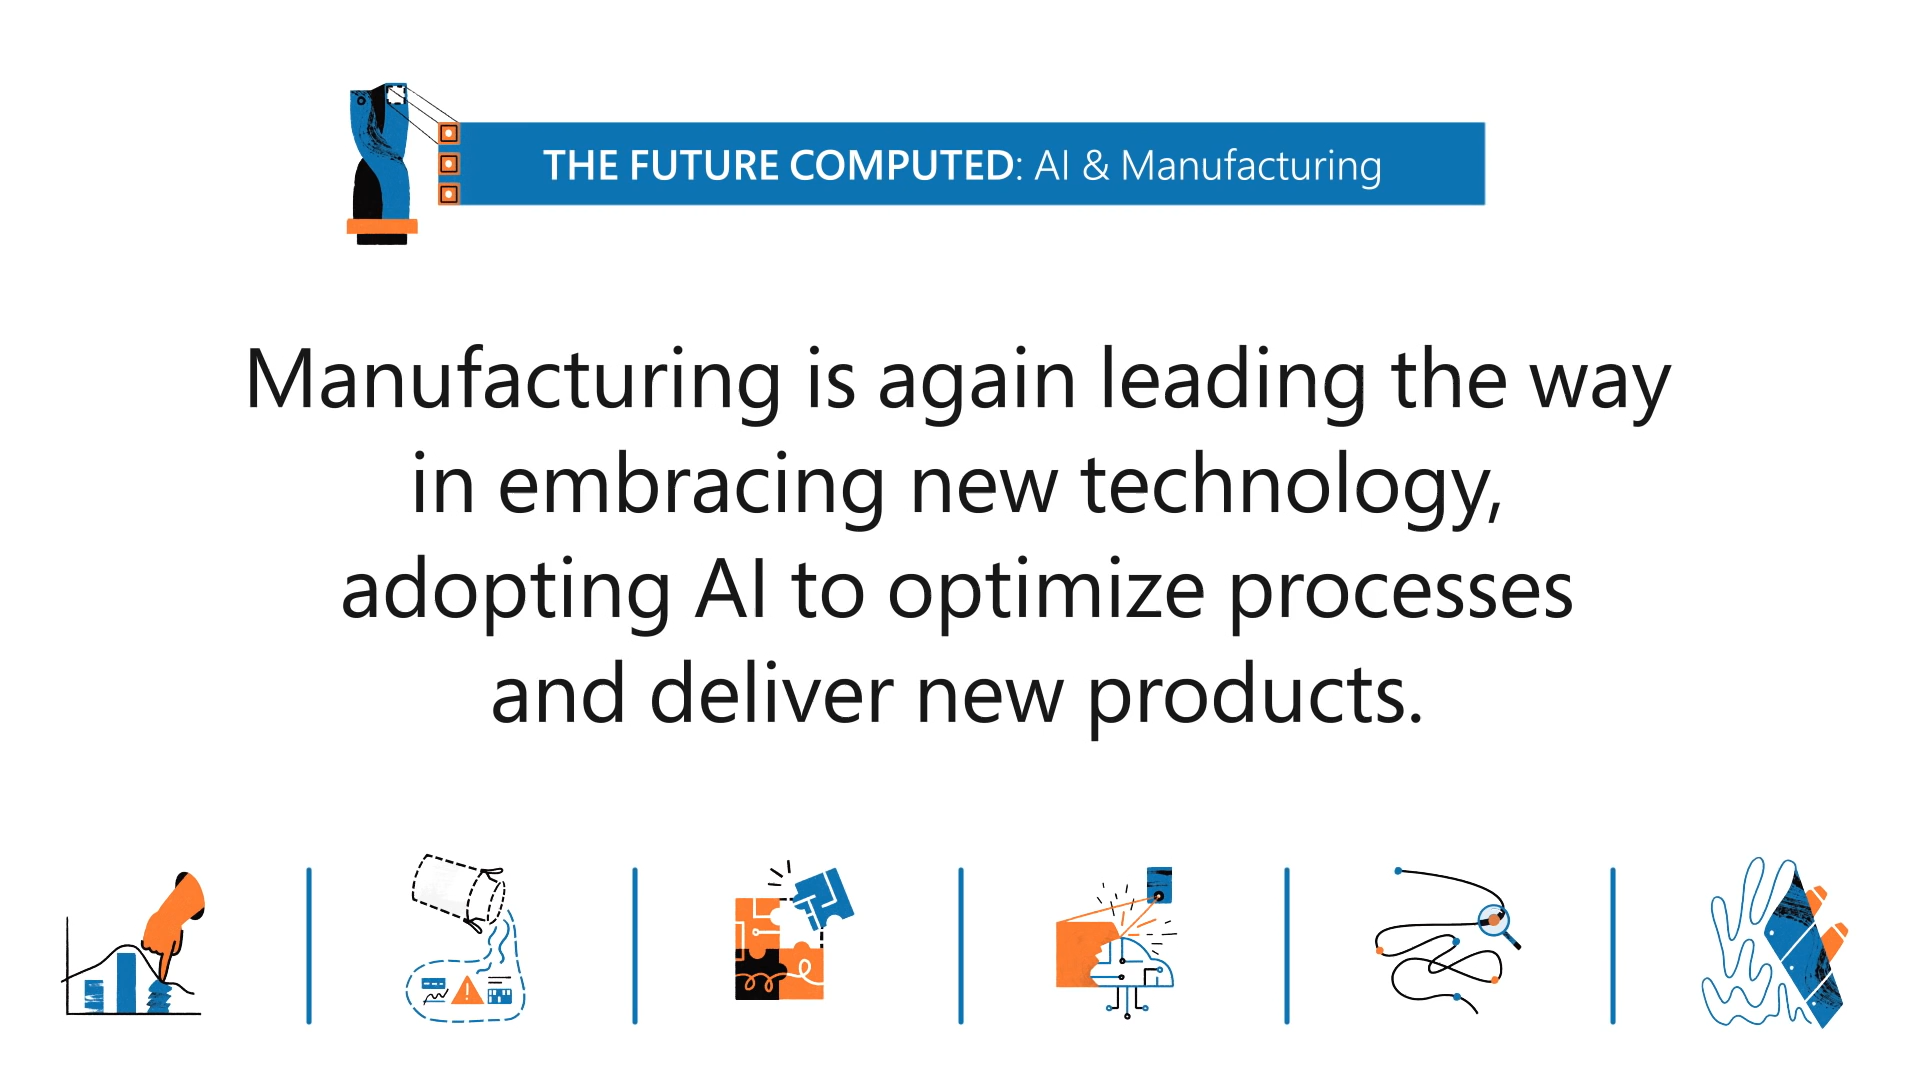 THE FUTURE COMPUTED: AI & Manufacturing
Manufacturing is again leading the way
in embracing new technology,
adopting AI to optimize processes
and deliver new products.